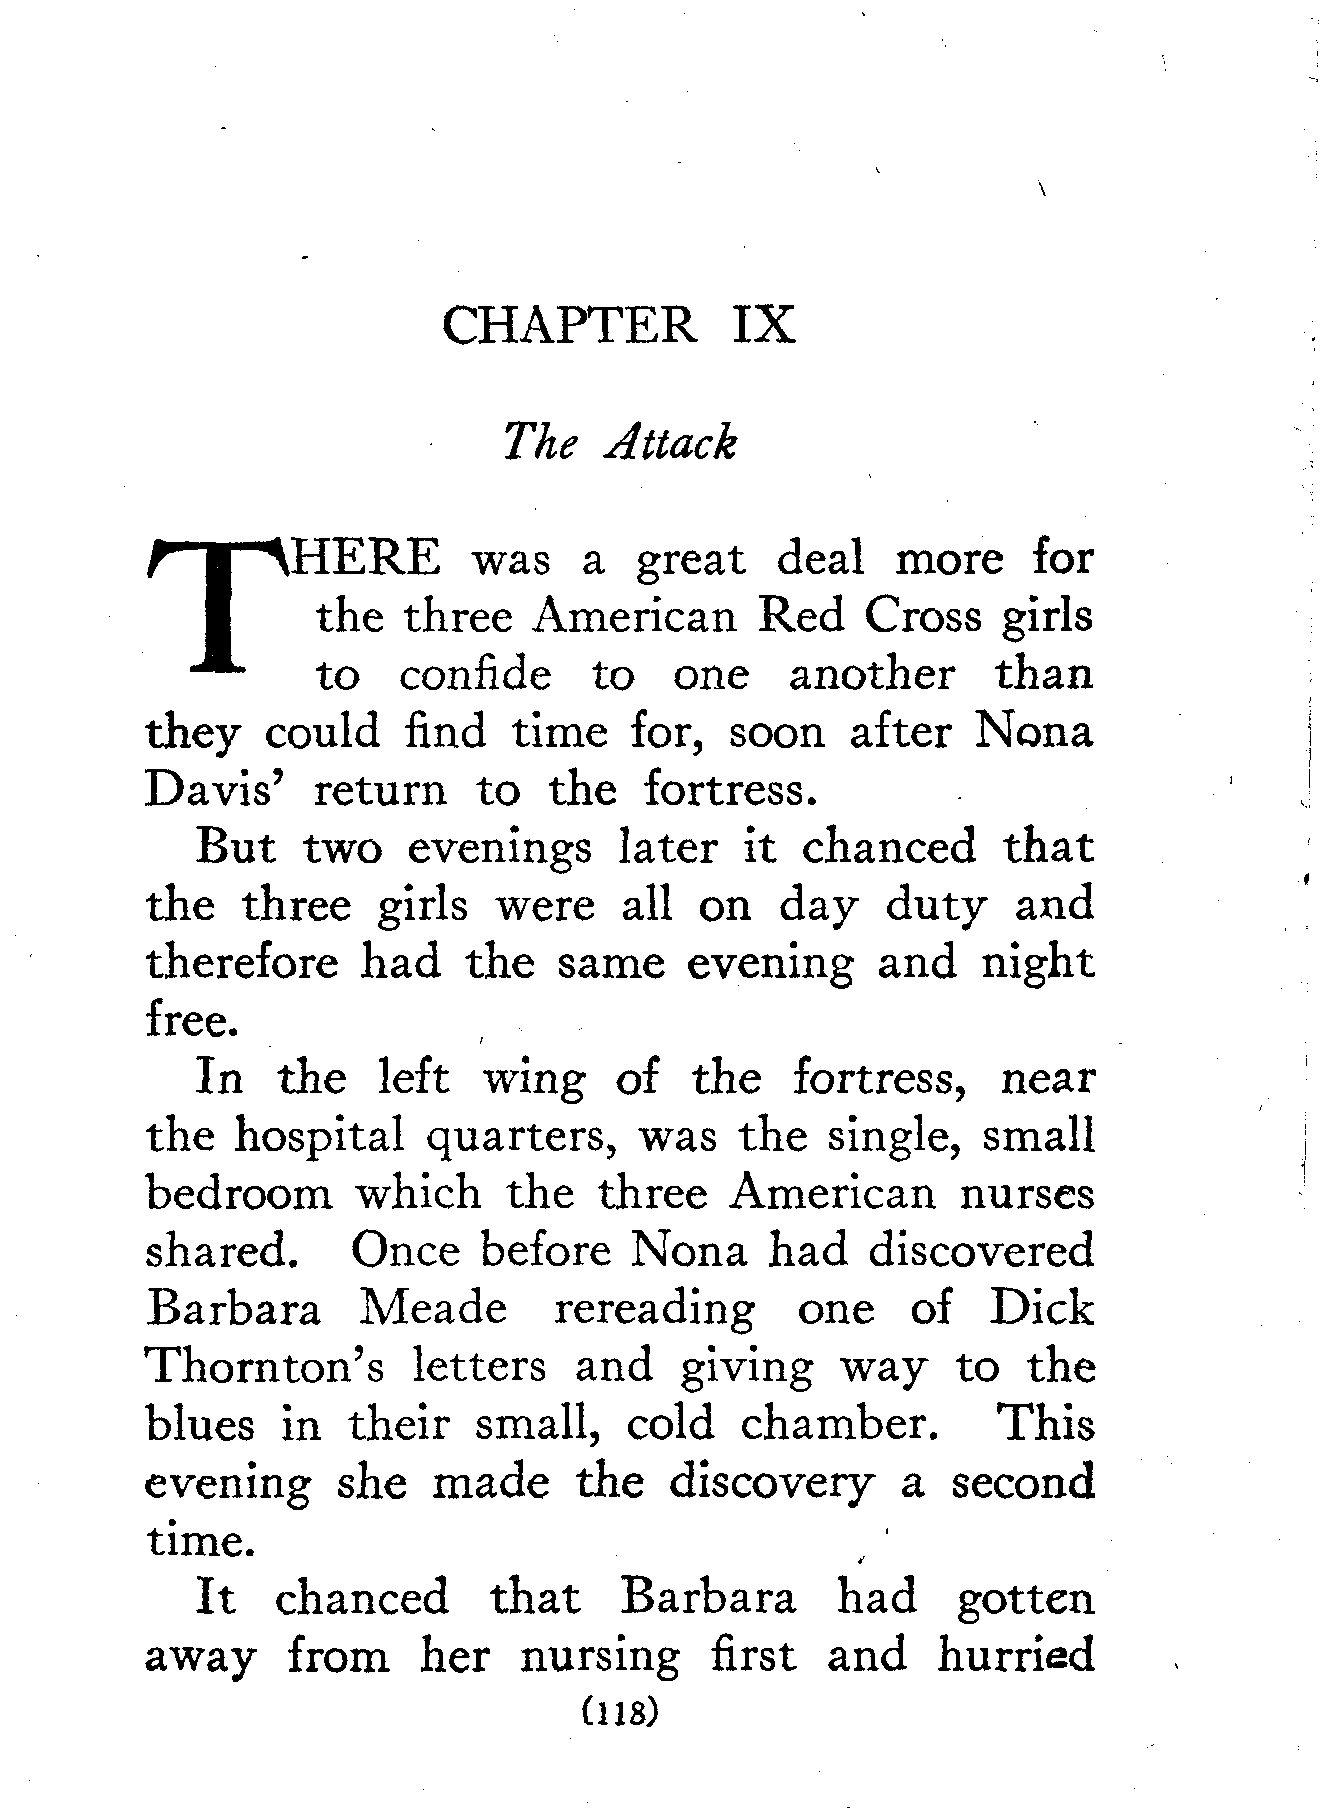 CHAPTER IX
The Attack
THERE was a great deal more for
the three American Red Cross girls
to confide to one another than
they could find time for, soon after Nona
Davis' return to the fortress.
But two evenings later it chanced that
the three girls were all on day duty and
therefore had the same evening and night
free.
In the left wing of the fortress, near
the hospital quarters, was the single, small
bedroom which the three American nurses
shared. Once before Nona had discovered
Barbara Meade rereading one of Dick
Thornton's letters and giving way to the
blues in their small, cold chamber. This
evening she made the discovery a second
time.
It chanced that Barbara had gotten
away from her nursing first and hurried
(118)